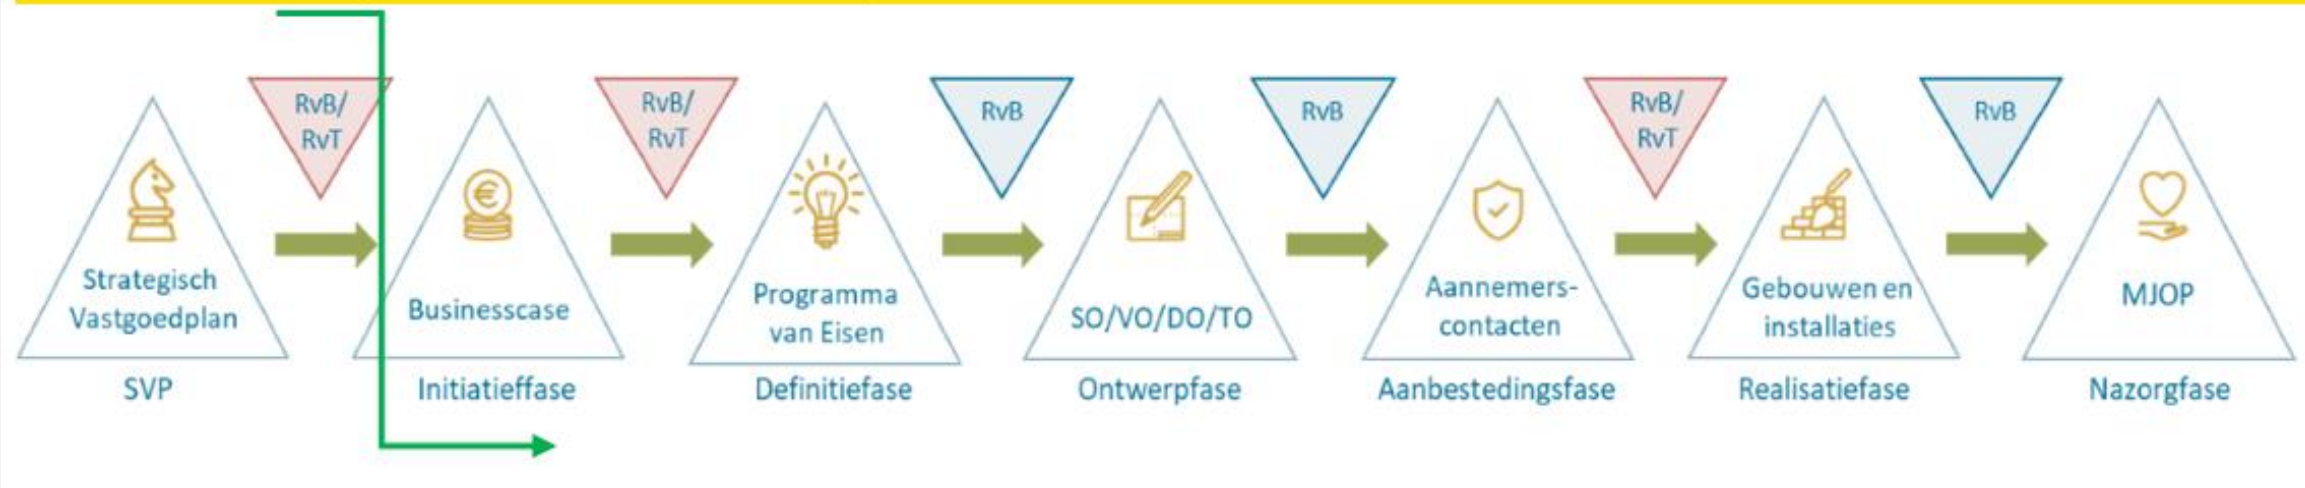 RvB/
RvT
RvB/
RvT
RvB
RvB
RvB/
RvT
RvB
Strategisch
Vastgoedplan
Businesscase
Programma
van Eisen
SO/VO/DO/TO
Aannemers-
contacten
Gebouwen en
installaties
MJOP
SVP
Initiatieffase
Definitiefase
Ontwerpfase
Aanbestedingsfase
Realisatiefase
Nazorgfase